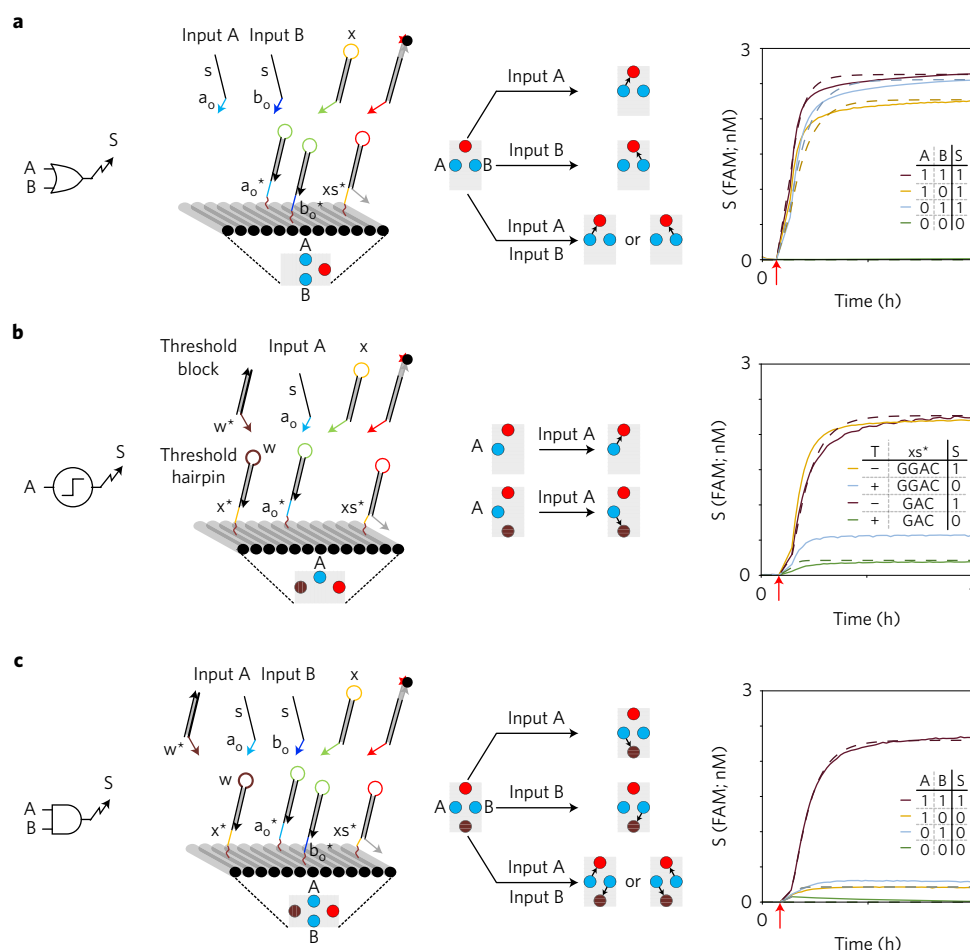 a
Input A Input B x
s s
a_o b_o
A
B
S
a_o* b_o* xs*
A
B
Input A
A B Input B
Input A
Input B
or
3
S (FAM; nM)
A B S
1 1 1
1 0 1
0 1 1
0 0 0
0
0
Time (h)
b
Threshold
block
Input A x
s
a_o
w*
Threshold
hairpin
w
A
S
x* a_o* xs*
A
A Input A
A Input A
3
S (FAM; nM)
T xs* S
− GGAC 1
+ GGAC 0
− GAC 1
+ GAC 0
0
0
Time (h)
c
Input A Input B x
s s
w* a_o b_o
w
A
B
S
x* a_o* b_o* xs*
A
B
Input A
A B Input B
Input A
Input B
or
3
S (FAM; nM)
A B S
1 1 1
1 0 0
0 1 0
0 0 0
0
0
Time (h)